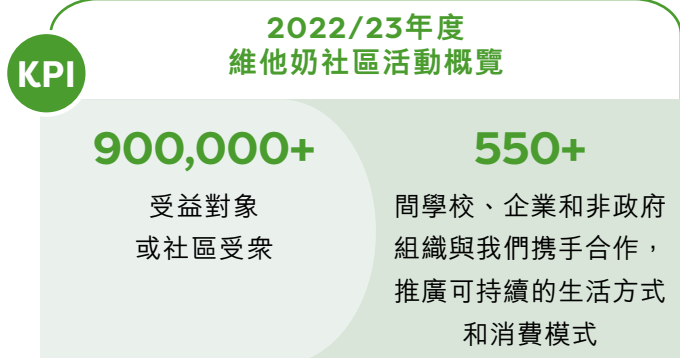 KPI
2022/23年度
維他奶社區活動概覽
900,000+
受益對象
或社區受衆
550+
間學校、企業和非政府
組織與我們携手合作，
推廣可持續的生活方式
和消費模式